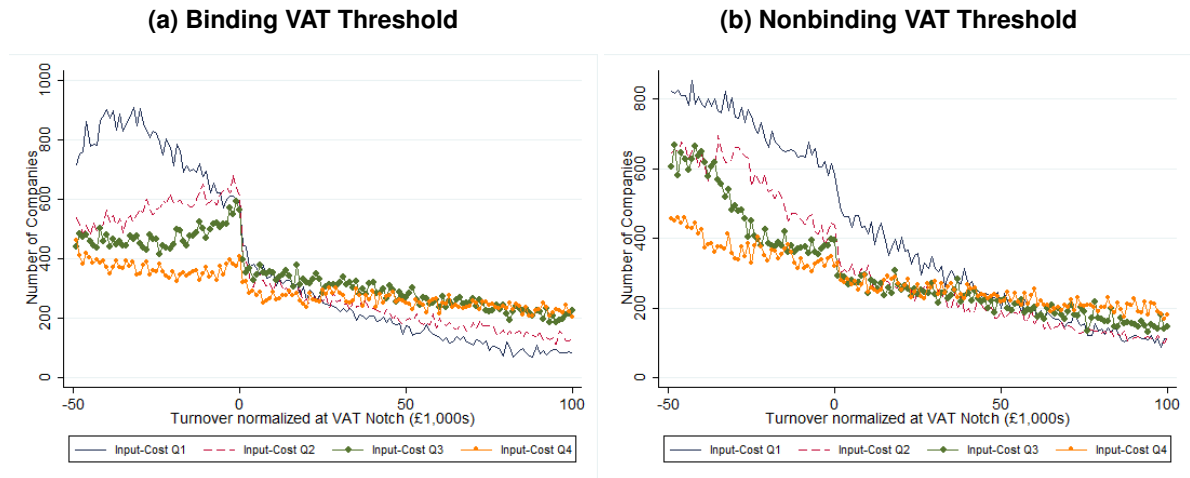 (a) Binding VAT Threshold
Number of Companies
0 200 400 600 800 1000
-50 0 50 100
Turnover normalized at VAT Notch (£1,000s)
Input-Cost Q1 Input-Cost Q2 Input-Cost Q3 Input-Cost Q4
(b) Nonbinding VAT Threshold
Number of Companies
0 200 400 600 800
-50 0 50 100
Turnover normalized at VAT Notch (£1,000s)
Input-Cost Q1 Input-Cost Q2 Input-Cost Q3 Input-Cost Q4